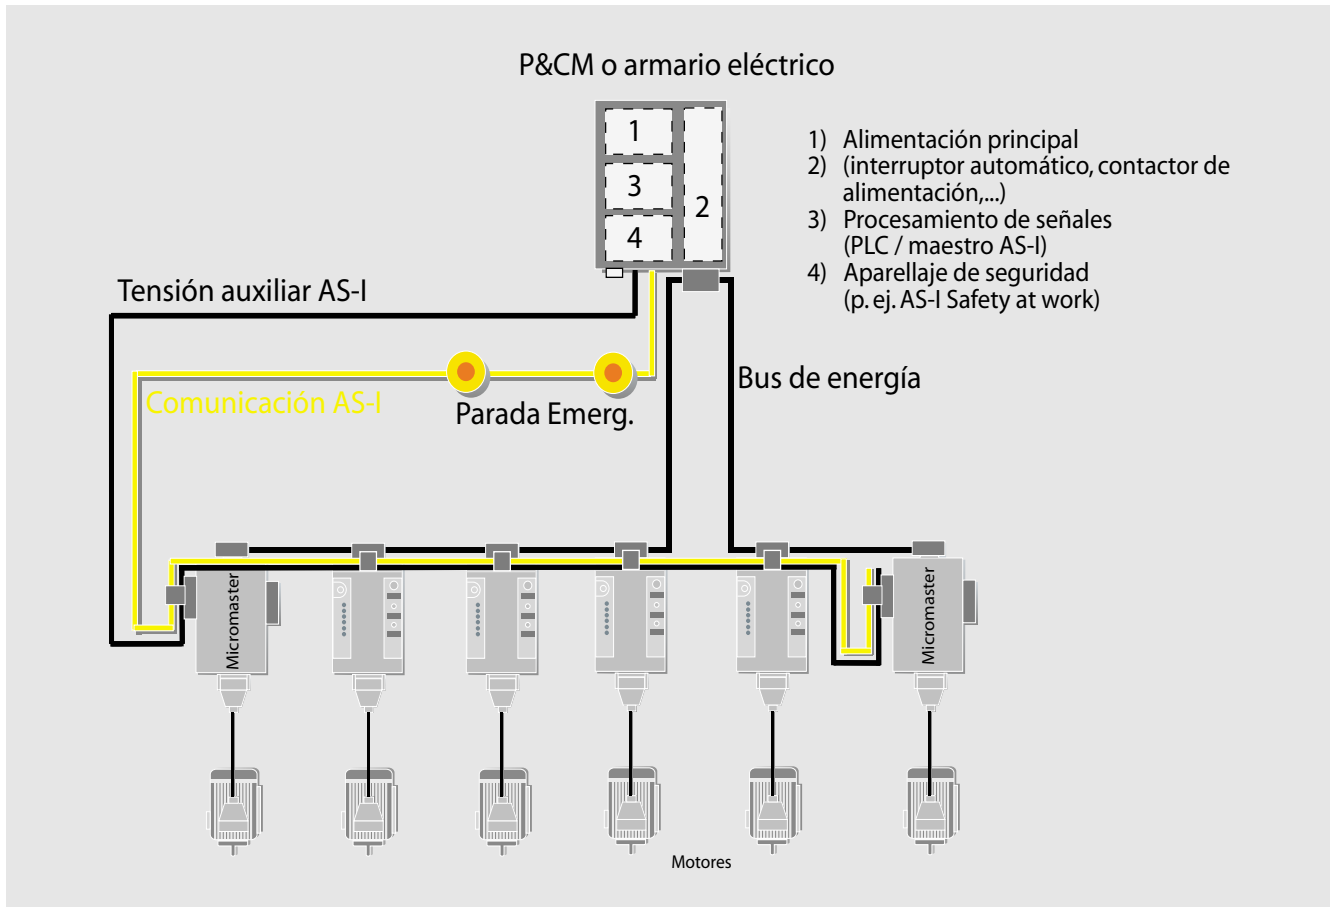 P&CM o armario eléctrico
1
3
4
2
1) Alimentación principal
2) (interruptor automático, contactor de
alimentación,...)
3) Procesamiento de señales
(PLC / maestro AS-I)
4) Aparellaje de seguridad
(p. ej. AS-I Safety at work)
Tensión auxiliar AS-I
Comunicación AS-I
Parada Emerg.
Bus de energía
Micromaster
Micromaster
Motores